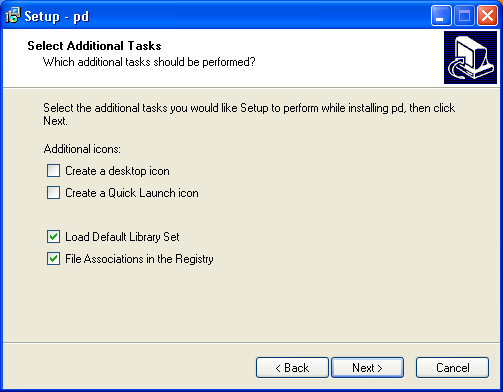 Setup - pd
Select Additional Tasks
Which additional tasks should be performed?
Select the additional tasks you would like Setup to perform while installing pd, then click
Next.
Additional icons:
Create a desktop icon
Create a Quick Launch icon
Load Default Library Set
File Associations in the Registry
< Back
Next >
Cancel